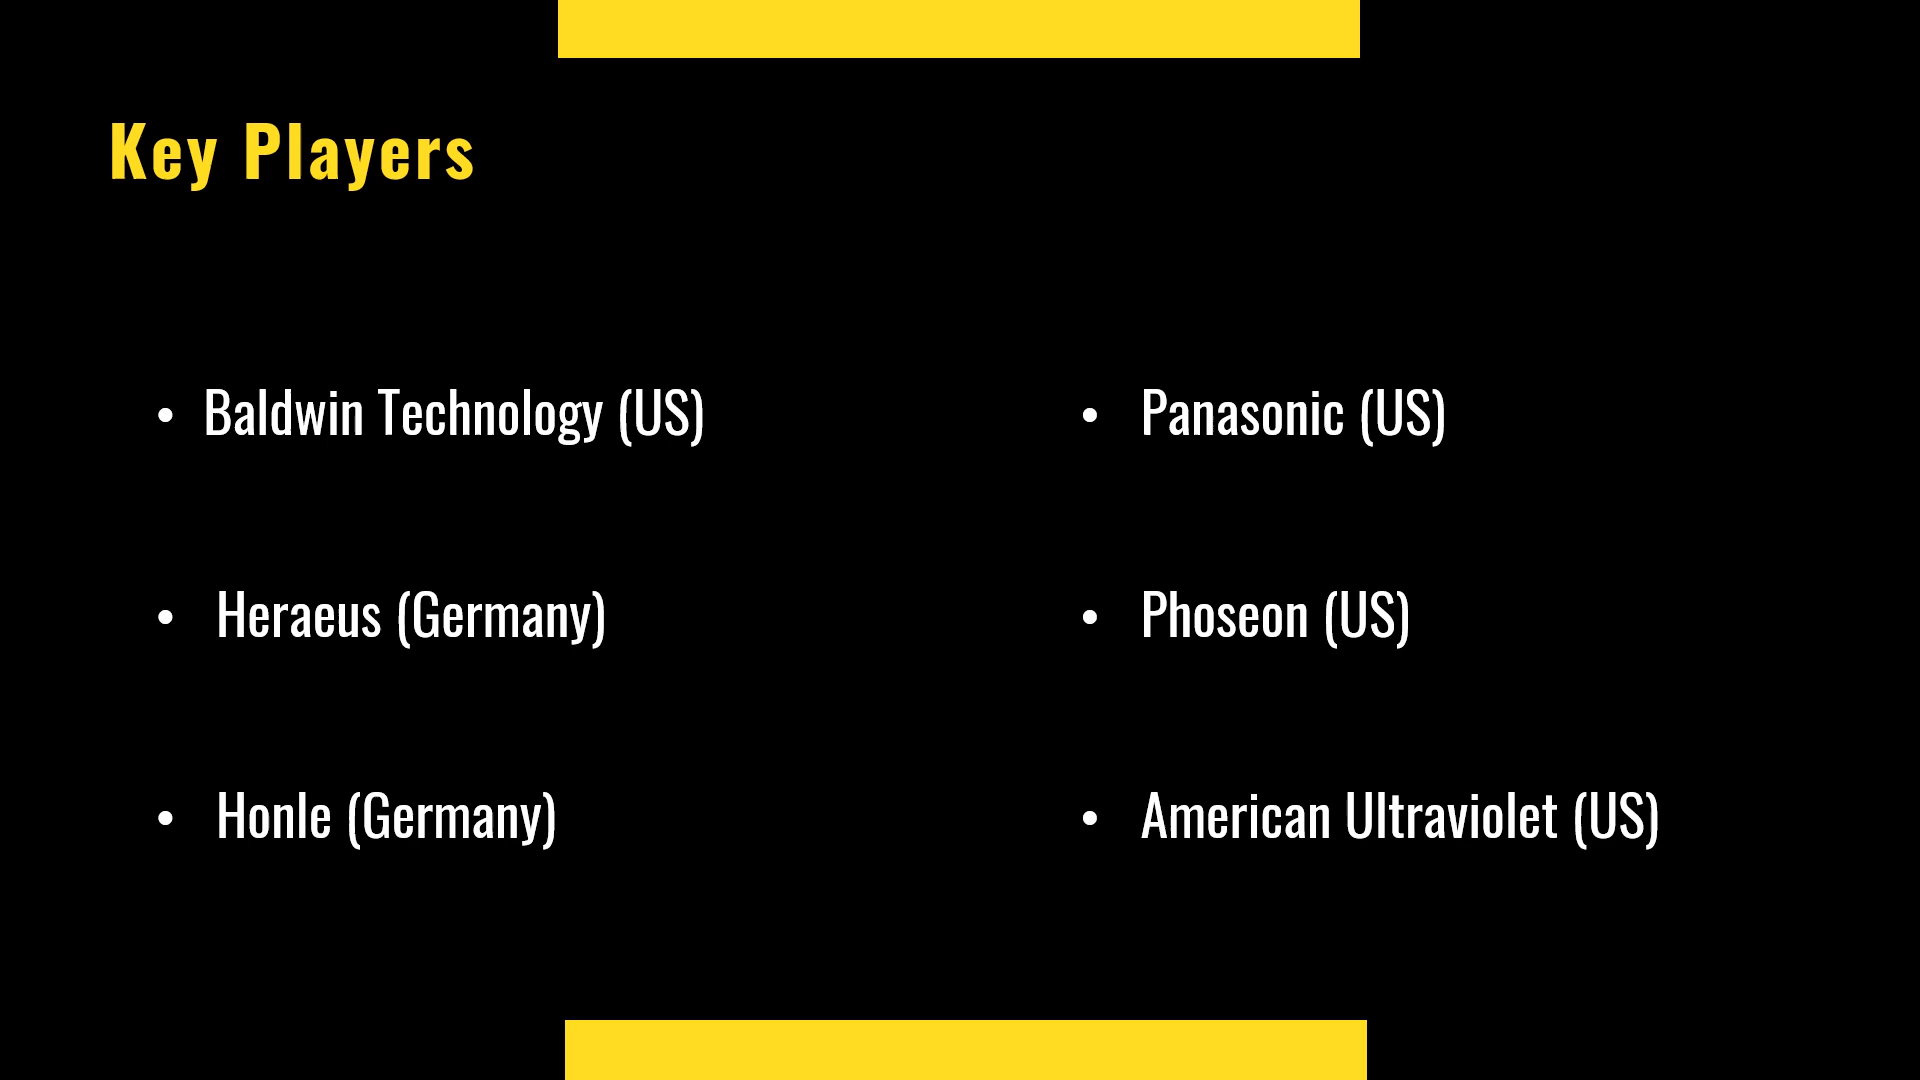 Key Players
• Baldwin Technology (US)
• Heraeus (Germany)
• Honle (Germany)
• Panasonic (US)
• Phoseon (US)
• American Ultraviolet (US)